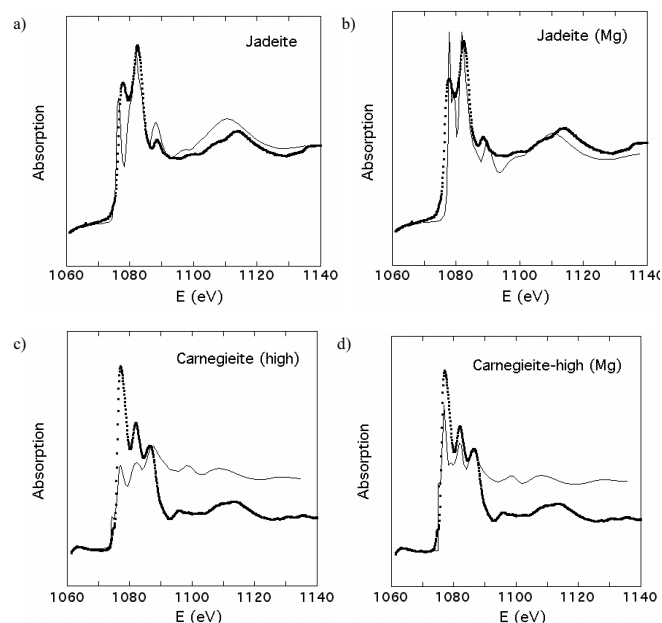 a)
Jadeite
Absorption
1060 1080 1100 1120 1140
E (eV)
b)
Jadeite (Mg)
Absorption
1060 1080 1100 1120 1140
E (eV)
c)
Carnegieite (high)
Absorption
1060 1080 1100 1120 1140
E (eV)
d)
Carnegieite-high (Mg)
Absorption
1060 1080 1100 1120 1140
E (eV)